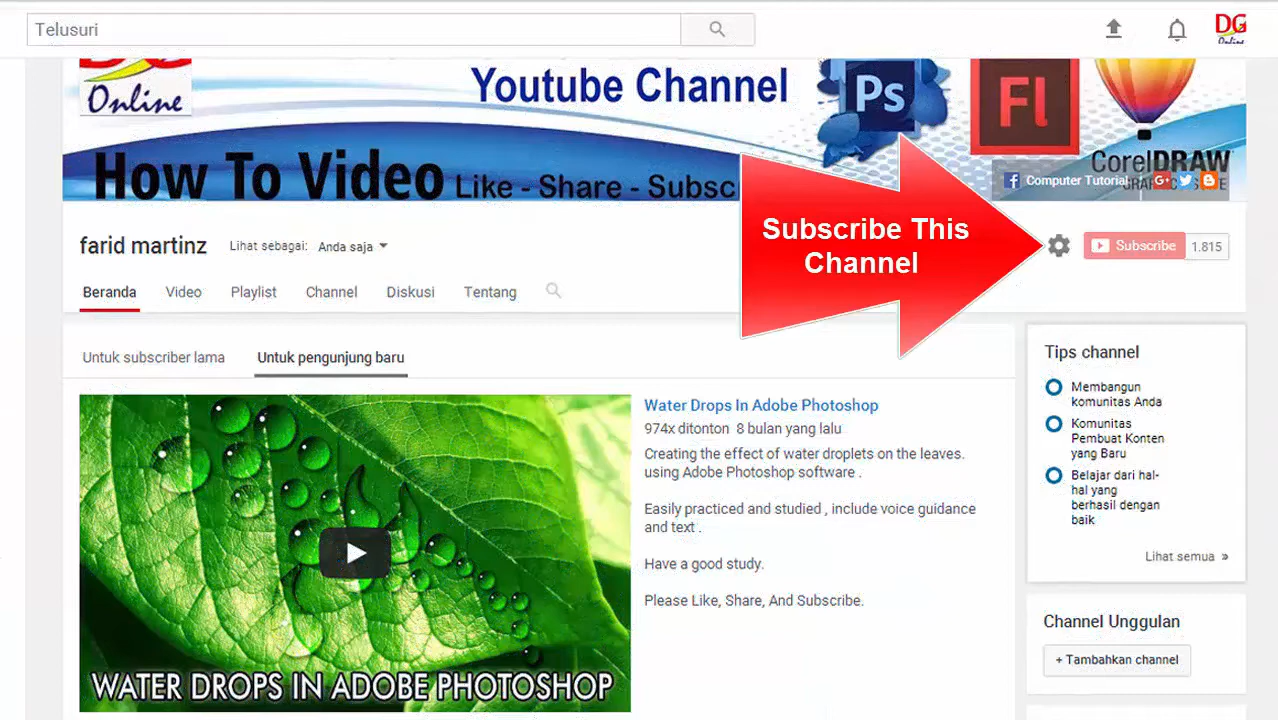 Telusuri
DG
Online
Online
Youtube Channel
Ps
Fl
How To Video Like - Share - Subsc
CorelDRAW
Computer Tutorial
G+
Subscribe This
Channel
farid martinz Lihat sebagai: Anda saja
Subscribe 1.815
Beranda Video Playlist Channel Diskusi Tentang
Untuk subscriber lama Untuk pengunjung baru
WATER DROPS IN ADOBE PHOTOSHOP
Water Drops In Adobe Photoshop
974x ditonton 8 bulan yang lalu
Creating the effect of water droplets on the leaves.
using Adobe Photoshop software .
Easily practiced and studied , include voice guidance
and text .
Have a good study.
Please Like, Share, And Subscribe.
Tips channel
Membangun
komunitas Anda
Komunitas
Pembuat Konten
yang Baru
Belajar dari hal-
hal yang
berhasil dengan
baik
Lihat semua »
Channel Unggulan
+ Tambahkan channel